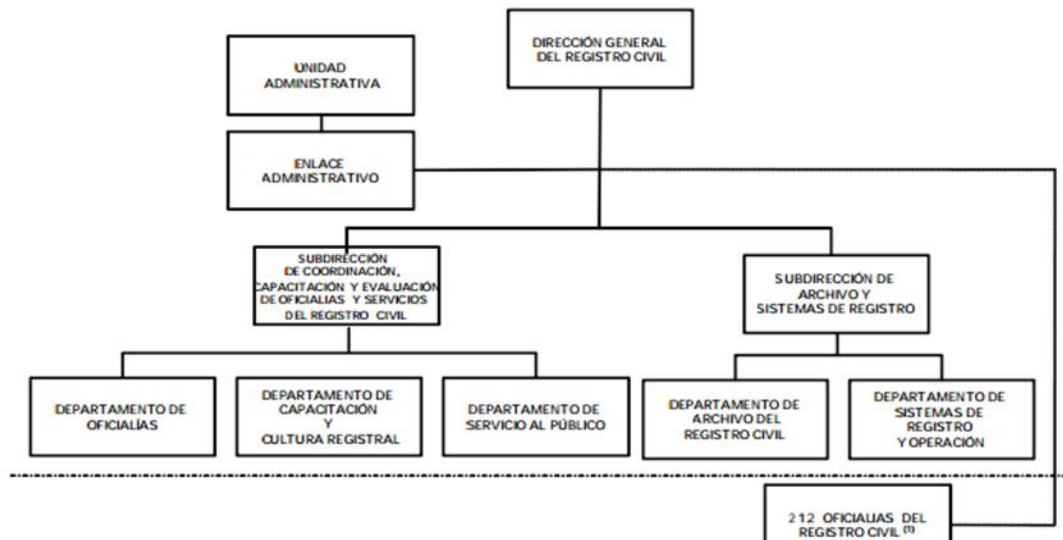 DIRECCIÓN GENERAL
DEL REGISTRO CIVIL
UNIDAD
ADMINISTRATIVA
ENLACE
ADMINISTRATIVO
SUBDIRECCIÓN
DE COORDINACIÓN,
CAPACITACIÓN Y EVALUACIÓN
DE OFICIALIAS Y SERVICIOS
DEL REGISTRO CIVIL
SUBDIRECCIÓN DE
ARCHIVO Y
SISTEMAS DE REGISTRO
DEPARTAMENTO DE
OFICIALÍAS
DEPARTAMENTO DE
CAPACITACIÓN
Y
CULTURA REGISTRAL
DEPARTAMENTO DE
SERVICIO AL PÚBLICO
DEPARTAMENTO DE
ARCHIVO DEL
REGISTRO CIVIL
DEPARTAMENTO DE
SISTEMAS DE
REGISTRO
Y OPERACIÓN
212 OFICIALIAS DEL
REGISTRO CIVIL (1)